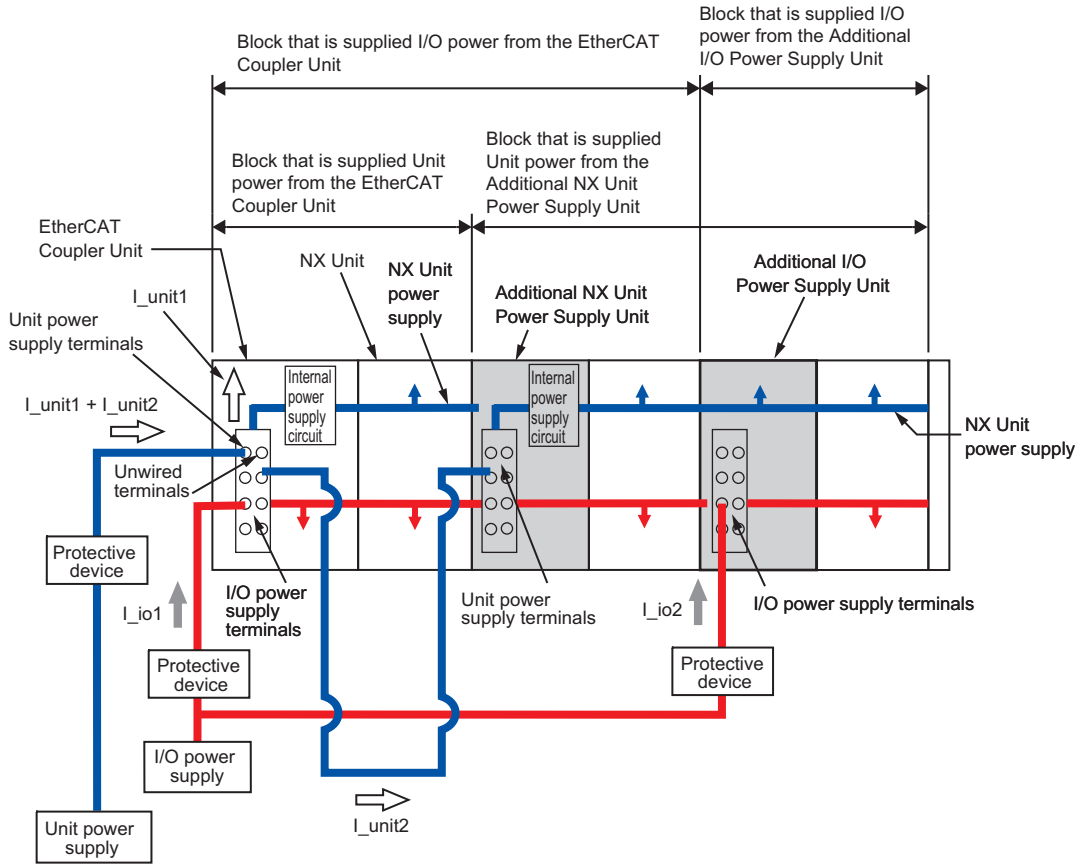 Block that is supplied I/O power from the EtherCAT
Coupler Unit
Block that is supplied I/O
power from the Additional
I/O Power Supply Unit
Block that is supplied Unit
power from the EtherCAT
Coupler Unit
Block that is supplied
Unit power from the
Additional NX Unit
Power Supply Unit
EtherCAT
Coupler Unit
NX Unit
NX Unit
power
supply
Additional NX Unit
Power Supply Unit
Additional I/O
Power Supply Unit
I_unit1
Unit power
supply terminals
I_unit1 + I_unit2
Internal
power
supply
circuit
Internal
power
supply
circuit
NX Unit
power supply
Unwired
terminals
Protective
device
I_io1
I/O power
supply
terminals
Unit power
supply terminals
I_io2
I/O power supply terminals
Protective
device
Protective
device
I/O power
supply
I_unit2
Unit power
supply